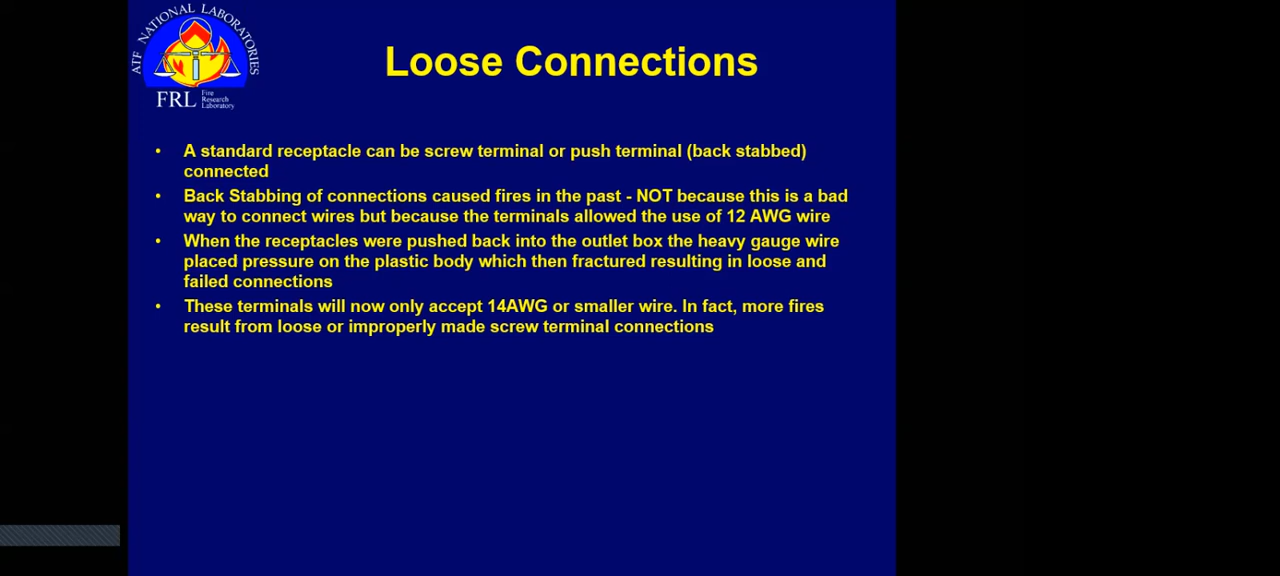 ATF NATIONAL LABORATORIES
FRL Fire
Research
Laboratory
Loose Connections
• A standard receptacle can be screw terminal or push terminal (back stabbed)
connected
• Back Stabbing of connections caused fires in the past - NOT because this is a bad
way to connect wires but because the terminals allowed the use of 12 AWG wire
• When the receptacles were pushed back into the outlet box the heavy gauge wire
placed pressure on the plastic body which then fractured resulting in loose and
failed connections
• These terminals will now only accept 14AWG or smaller wire. In fact, more fires
result from loose or improperly made screw terminal connections